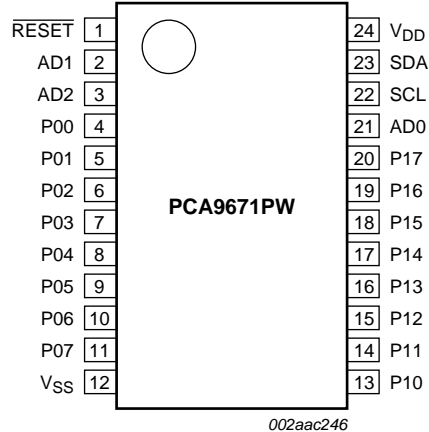 RESET 1 24 VDD
AD1 2 23 SDA
AD2 3 22 SCL
P00 4 21 AD0
P01 5 20 P17
P02 6 19 P16
PCA9671PW
P03 7 18 P15
P04 8 17 P14
P05 9 16 P13
P06 10 15 P12
P07 11 14 P11
VSS 12 13 P10
002aac246